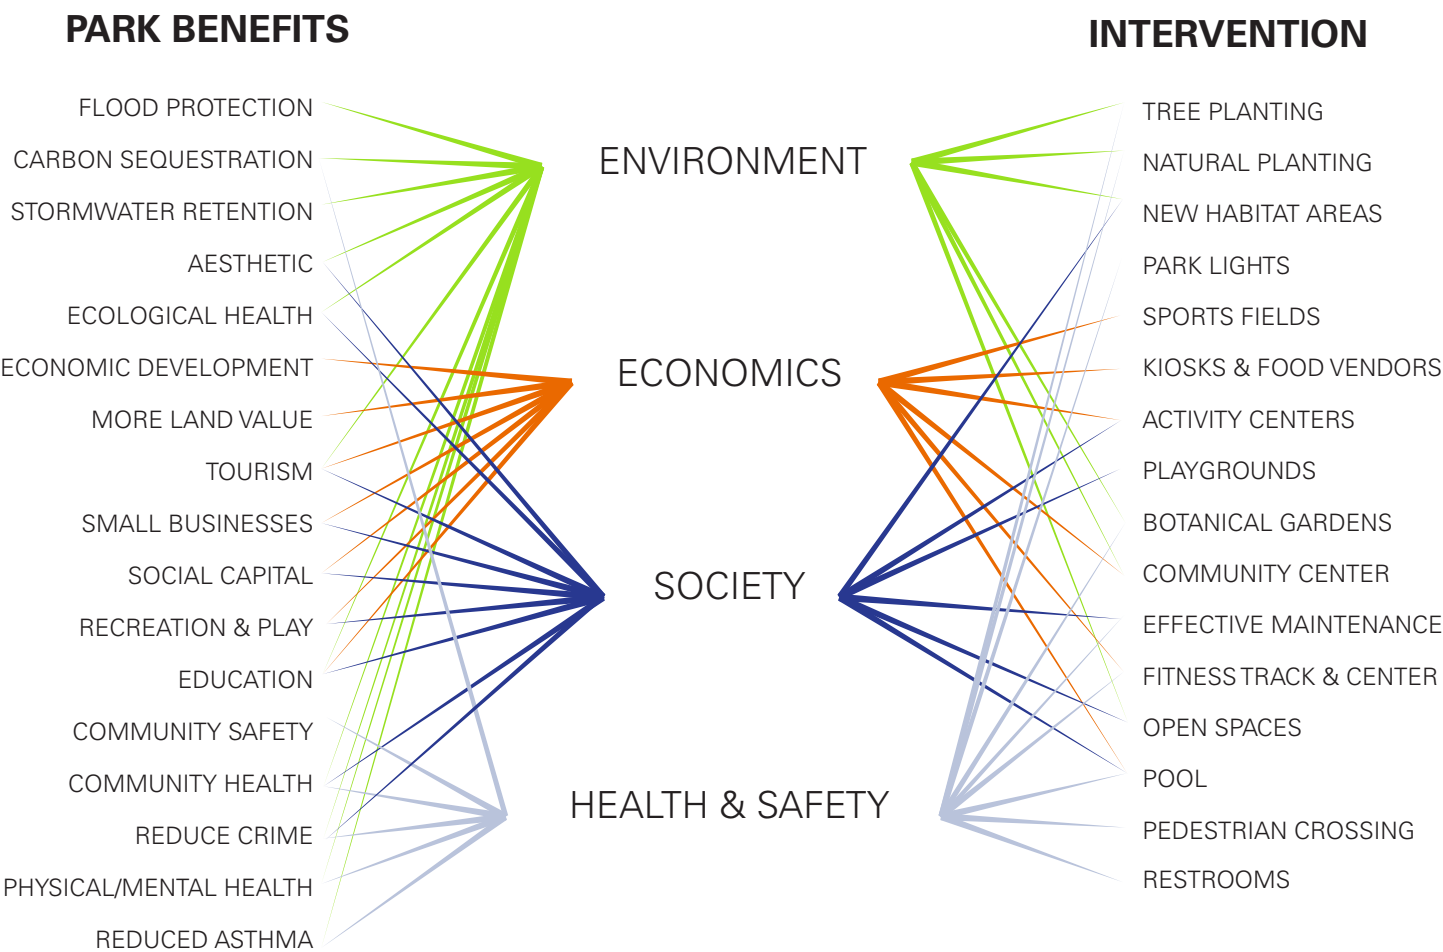 PARK BENEFITS
FLOOD PROTECTION
CARBON SEQUESTRATION
STORMWATER RETENTION
AESTHETIC
ECOLOGICAL HEALTH
ECONOMIC DEVELOPMENT
MORE LAND VALUE
TOURISM
SMALL BUSINESSES
SOCIAL CAPITAL
RECREATION & PLAY
EDUCATION
COMMUNITY SAFETY
COMMUNITY HEALTH
REDUCE CRIME
PHYSICAL/MENTAL HEALTH
REDUCED ASTHMA
ENVIRONMENT
ECONOMICS
SOCIETY
HEALTH & SAFETY
INTERVENTION
TREE PLANTING
NATURAL PLANTING
NEW HABITAT AREAS
PARK LIGHTS
SPORTS FIELDS
KIOSKS & FOOD VENDORS
ACTIVITY CENTERS
PLAYGROUNDS
BOTANICAL GARDENS
COMMUNITY CENTER
EFFECTIVE MAINTENANCE
FITNESS TRACK & CENTER
OPEN SPACES
POOL
PEDESTRIAN CROSSING
RESTROOMS